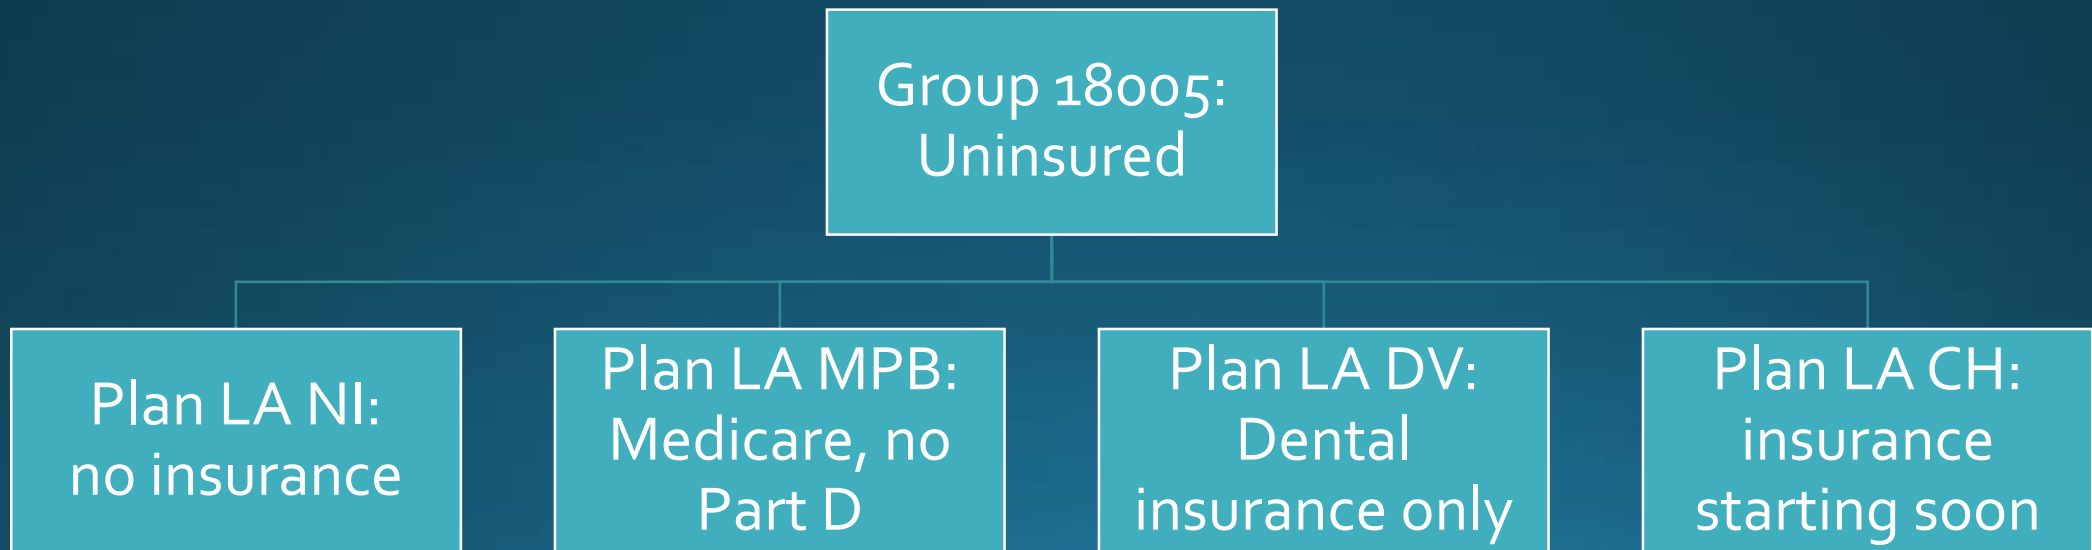 Group 18005:
Uninsured
Plan LA NI:
no insurance
Plan LA MPB:
Medicare, no
Part D
Plan LA DV:
Dental
insurance only
Plan LA CH:
insurance
starting soon